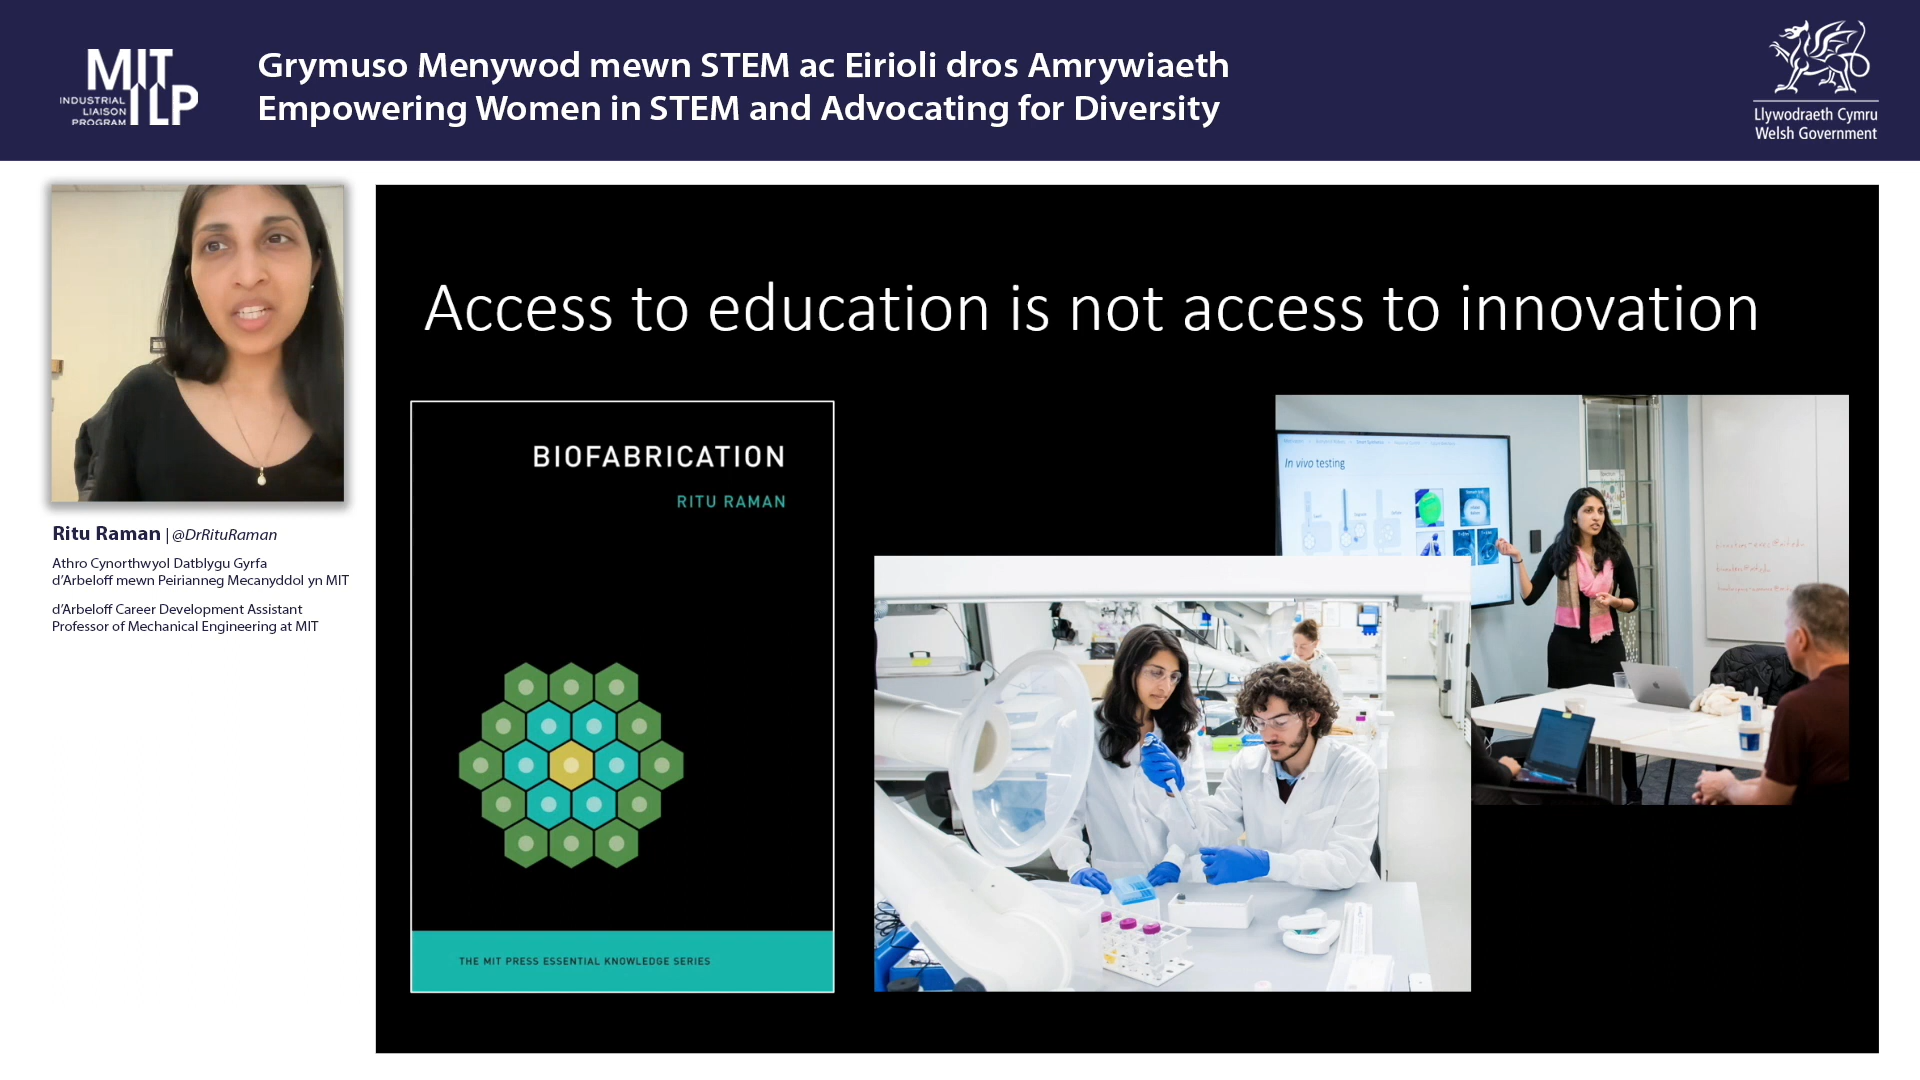 MIT
ILP
INDUSTRIAL
LIAISON
PROGRAM
Grymuso Menywod mewn STEM ac Eirioli dros Amrywiaeth
Empowering Women in STEM and Advocating for Diversity
Llywodraeth Cymru
Welsh Government
Ritu Raman | @DrRituRaman
Athro Cynorthwyol Datblygu Gyrfa
d'Arbeloff mewn Peirianneg Mecanyddol yn MIT
d'Arbeloff Career Development Assistant
Professor of Mechanical Engineering at MIT
Access to education is not access to innovation
BIOFABRICATION
RITU RAMAN
THE MIT PRESS ESSENTIAL KNOWLEDGE SERIES
In vivo testing